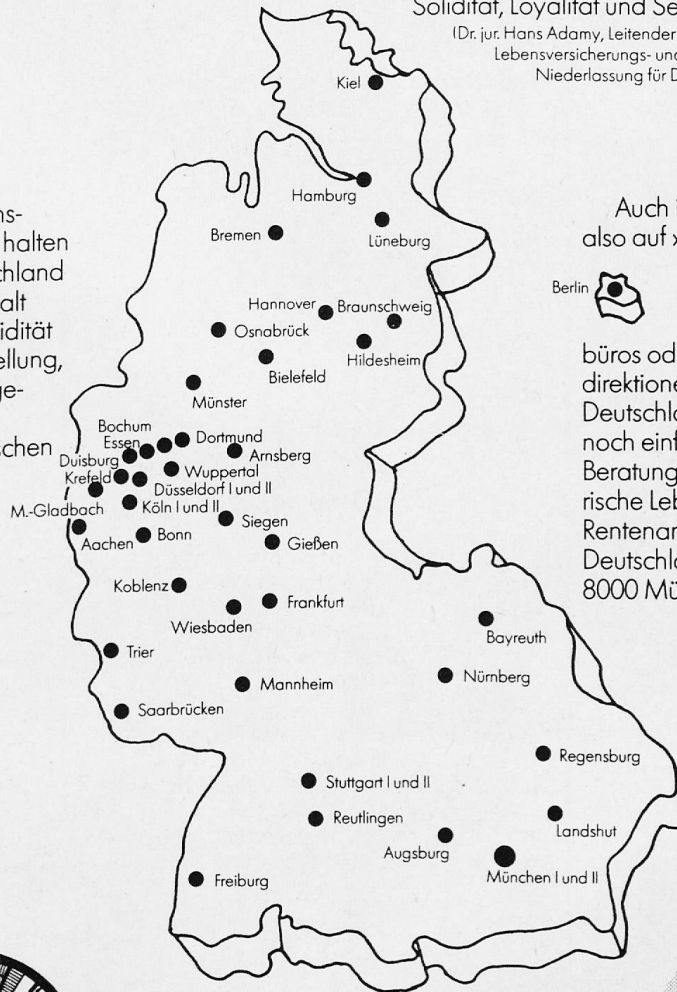 Solidität, Loyalität und Se
(Dr. jur. Hans Adamy, Leitender
Lebensversicherungs- und
Niederlassung für D
ns-
halten
chland
alt
idität
ellung,
ge-
schen
Kiel
Hamburg
Bremen
Lüneburg
Hannover
Braunschweig
Osnabrück
Hildesheim
Bielefeld
Münster
Bochum
Essen
Dortmund
Duisburg
Arnsberg
Krefeld
Wuppertal
Düsseldorf I und II
M.-Gladbach
Köln I und II
Siegen
Aachen
Bonn
Gießen
Koblenz
Frankfurt
Wiesbaden
Bayreuth
Trier
Nürnberg
Mannheim
Saarbrücken
Regensburg
Stuttgart I und II
Reutlingen
Landshut
Augsburg
München I und II
Freiburg
Auch i
also auf »
Berlin
büros od
direktione
Deutschla
noch einf
Beratung
rische Leb
Rentenan
Deutschla
8000 Mü